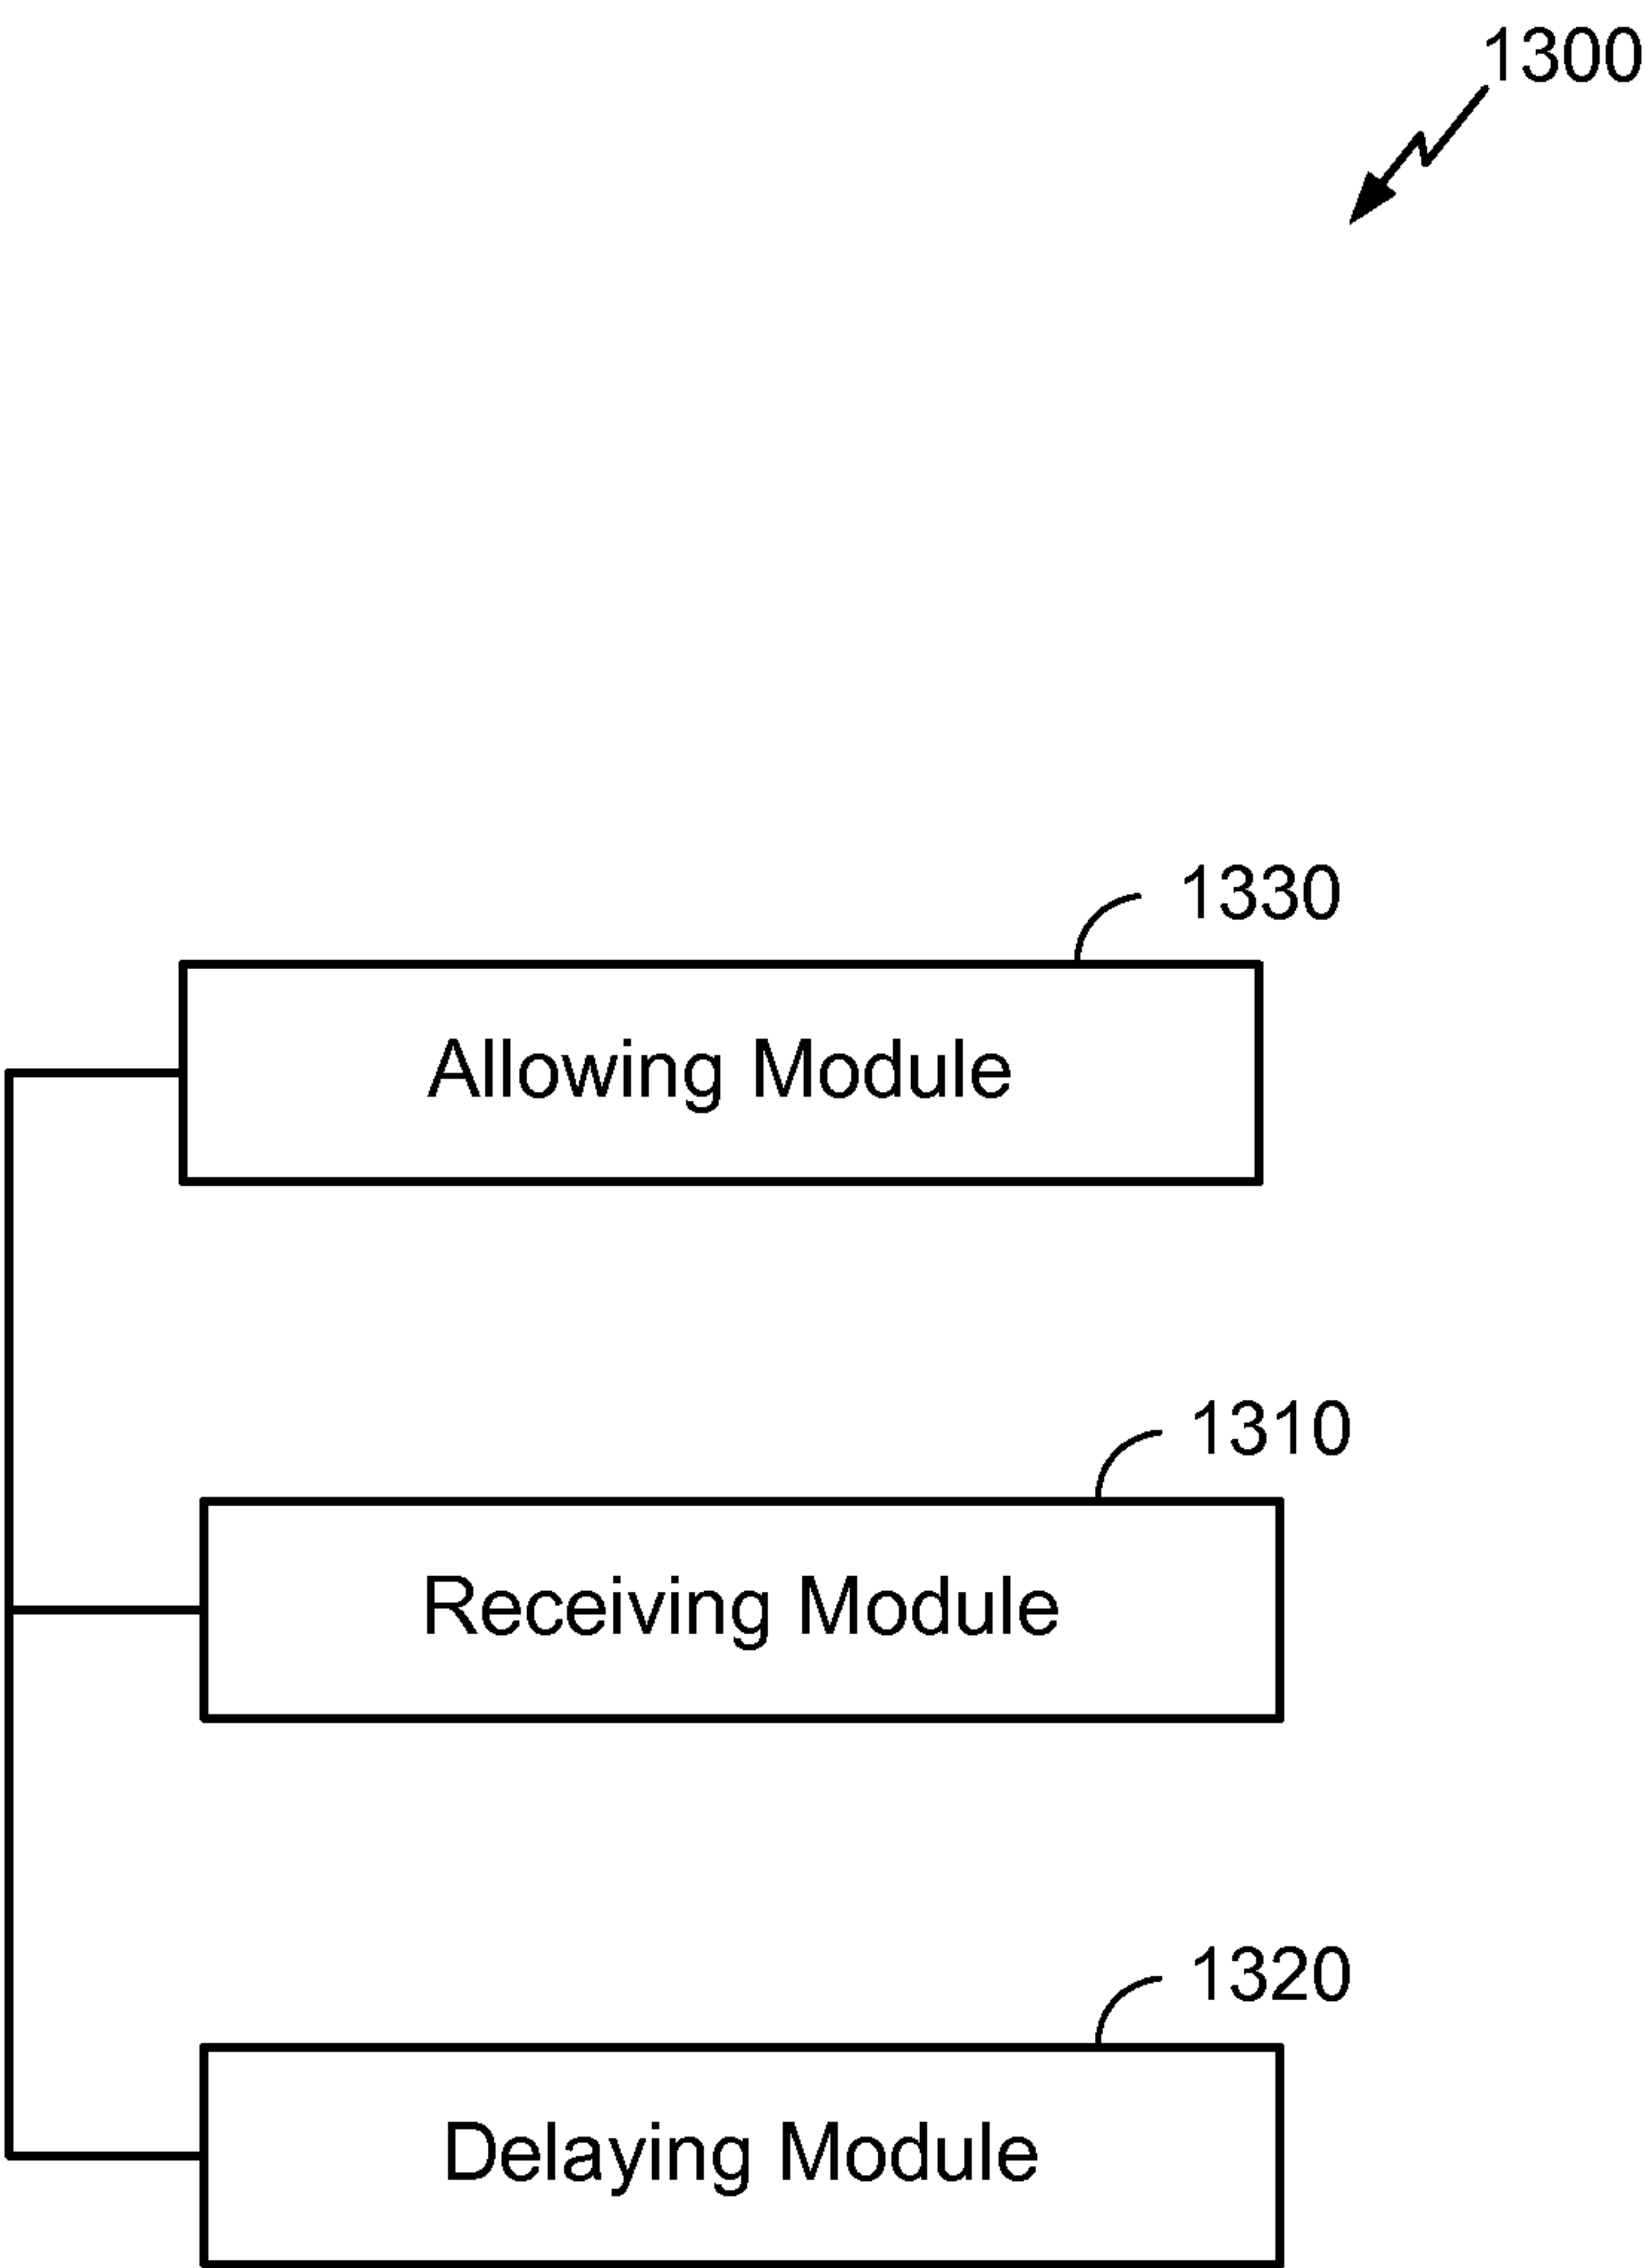 1300
1330
Allowing Module
1310
Receiving Module
1320
Delaying Module